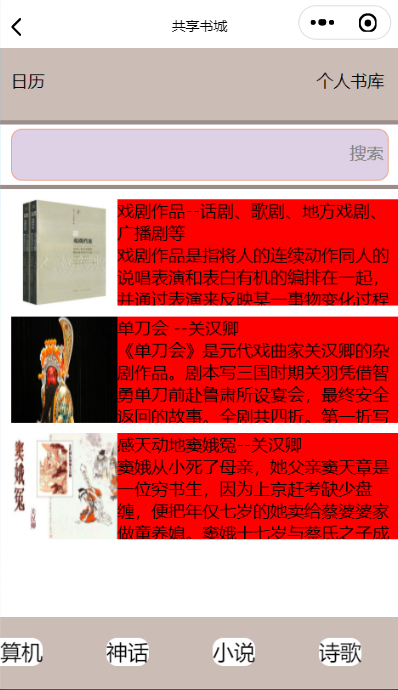 共享书城
日历 个人书库
搜索
戏剧作品--话剧、歌剧、地方戏剧、
广播剧等
戏剧作品是指将人的连续动作同人的
说唱表演和表白有机的编排在一起，
并通过表演来反映某一事物变化过程
单刀会 --关汉卿
《单刀会》是元代戏曲家关汉卿的杂
剧作品。剧本写三国时期关羽凭借智
勇单刀前赴鲁肃所设宴会，最终安全
返回的故事。全剧共四折。第一折写
窦娥冤
关汉卿
感天动地窦娥冤--关汉卿
窦娥从小死了母亲，她父亲窦天章是
一位穷书生，因为上京赶考缺少盘
缠，便把年仅七岁的她卖给蔡婆婆家
做童养媳。窦娥十七岁与蔡氏之子成
算机 神话 小说 诗歌